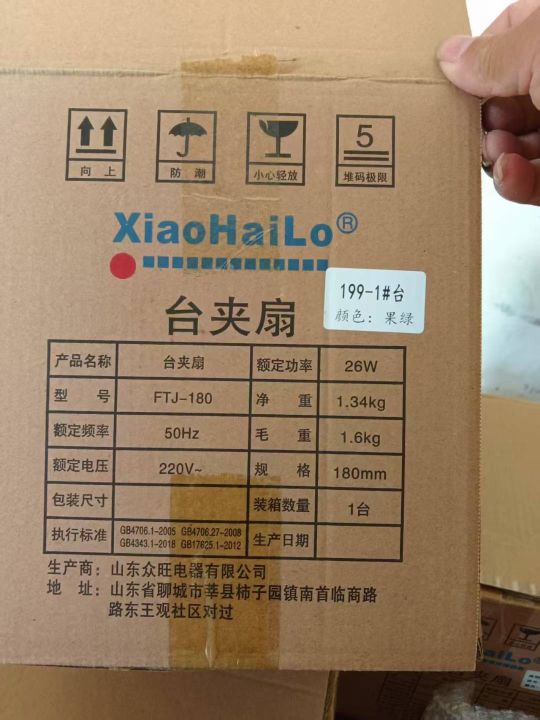 5
向上 防潮 小心轻放 堆码极限
XiaoHaiLo®
199-1#台
颜色：果绿
台夹扇
产品名称 台夹扇 额定功率 26W
型号 FTJ-180 净重 1.34kg
额定频率 50Hz 毛重 1.6kg
额定电压 220V~ 规格 180mm
包装尺寸 装箱数量 1台
执行标准 GB4706.1-2005 GB4706.27-2008 GB4343.1-2018 GB17625.1-2012 生产日期
生产商：山东众旺电器有限公司
地址：山东省聊城市莘县柿子园镇南首临商路
路东王观社区对过
XiaoHaiLo®
台夹扇